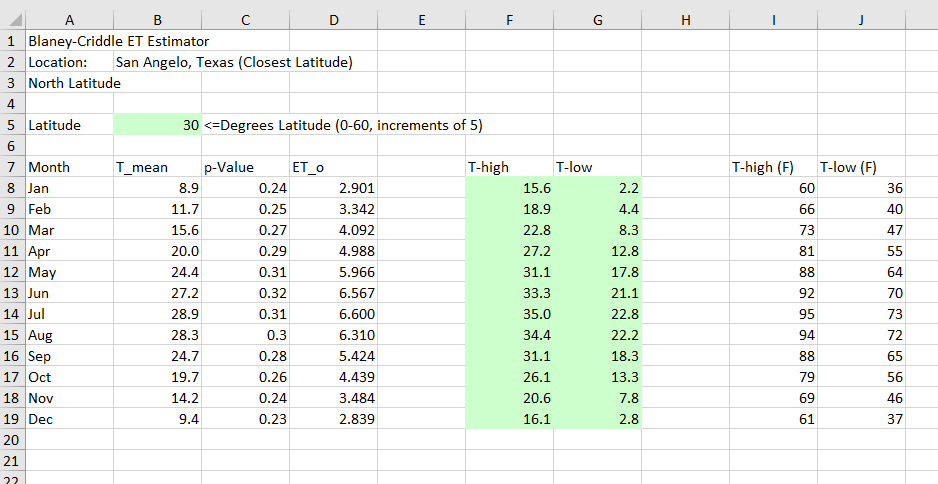 A B C D E F G H I J
1 Blaney-Criddle ET Estimator
2 Location: San Angelo, Texas (Closest Latitude)
3 North Latitude
4
5 Latitude 30 <=Degrees Latitude (0-60, increments of 5)
6
7 Month T_mean p-Value ET_o T-high T-low T-high (F) T-low (F)
8 Jan 8.9 0.24 2.901 15.6 2.2 60 36
9 Feb 11.7 0.25 3.342 18.9 4.4 66 40
10 Mar 15.6 0.27 4.092 22.8 8.3 73 47
11 Apr 20.0 0.29 4.988 27.2 12.8 81 55
12 May 24.4 0.31 5.966 31.1 17.8 88 64
13 Jun 27.2 0.32 6.567 33.3 21.1 92 70
14 Jul 28.9 0.31 6.600 35.0 22.8 95 73
15 Aug 28.3 0.3 6.310 34.4 22.2 94 72
16 Sep 24.7 0.28 5.424 31.1 18.3 88 65
17 Oct 19.7 0.26 4.439 26.1 13.3 79 56
18 Nov 14.2 0.24 3.484 20.6 7.8 69 46
19 Dec 9.4 0.23 2.839 16.1 2.8 61 37
20
21
22